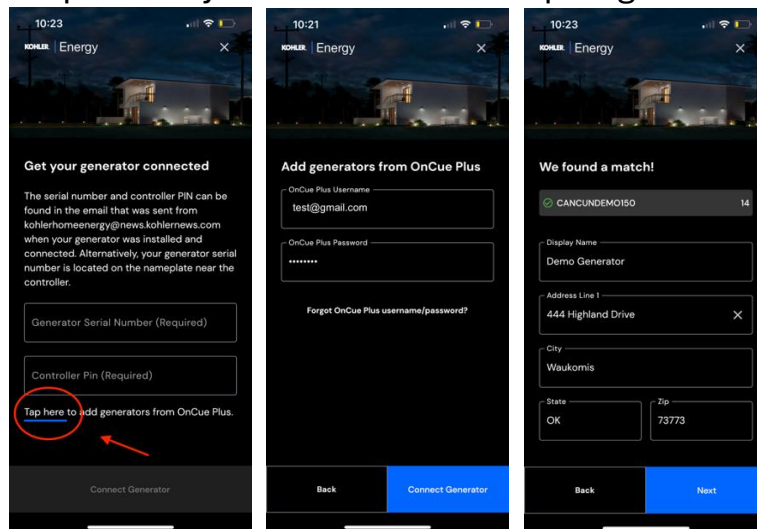 10:23
KOHLER. Energy
Get your generator connected
The serial number and controller PIN can be
found in the email that was sent from
kohlerhomeenergy@news.kohlernews.com
when your generator was installed and
connected. Alternatively, your generator serial
number is located on the nameplate near the
controller.
Generator Serial Number (Required)
Controller Pin (Required)
Tap here to add generators from OnCue Plus.
Connect Generator
10:21
KOHLER. Energy
Add generators from OnCue Plus
OnCue Plus Username
test@gmail.com
OnCue Plus Password
••••••••
Forgot OnCue Plus username/password?
Back Connect Generator
10:23
KOHLER. Energy
We found a match!
CANCUNDEMO150 14
Display Name
Demo Generator
Address Line 1
444 Highland Drive
City
Waukomis
State Zip
OK 73773
Back Next